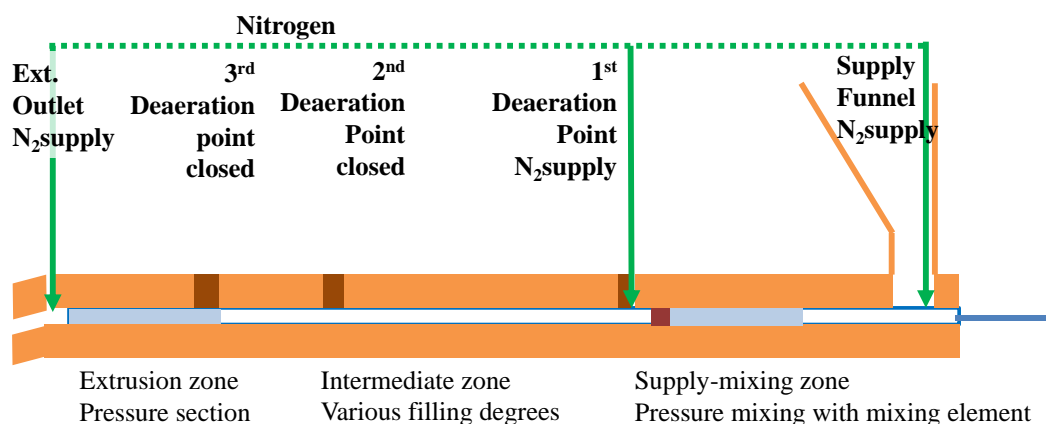 Nitrogen
Ext.
Outlet
N₂supply
3rd
Deaeration
point
closed
2nd
Deaeration
Point
closed
1st
Deaeration
Point
N₂supply
Supply
Funnel
N₂supply
Extrusion zone
Pressure section
Intermediate zone
Various filling degrees
Supply-mixing zone
Pressure mixing with mixing element